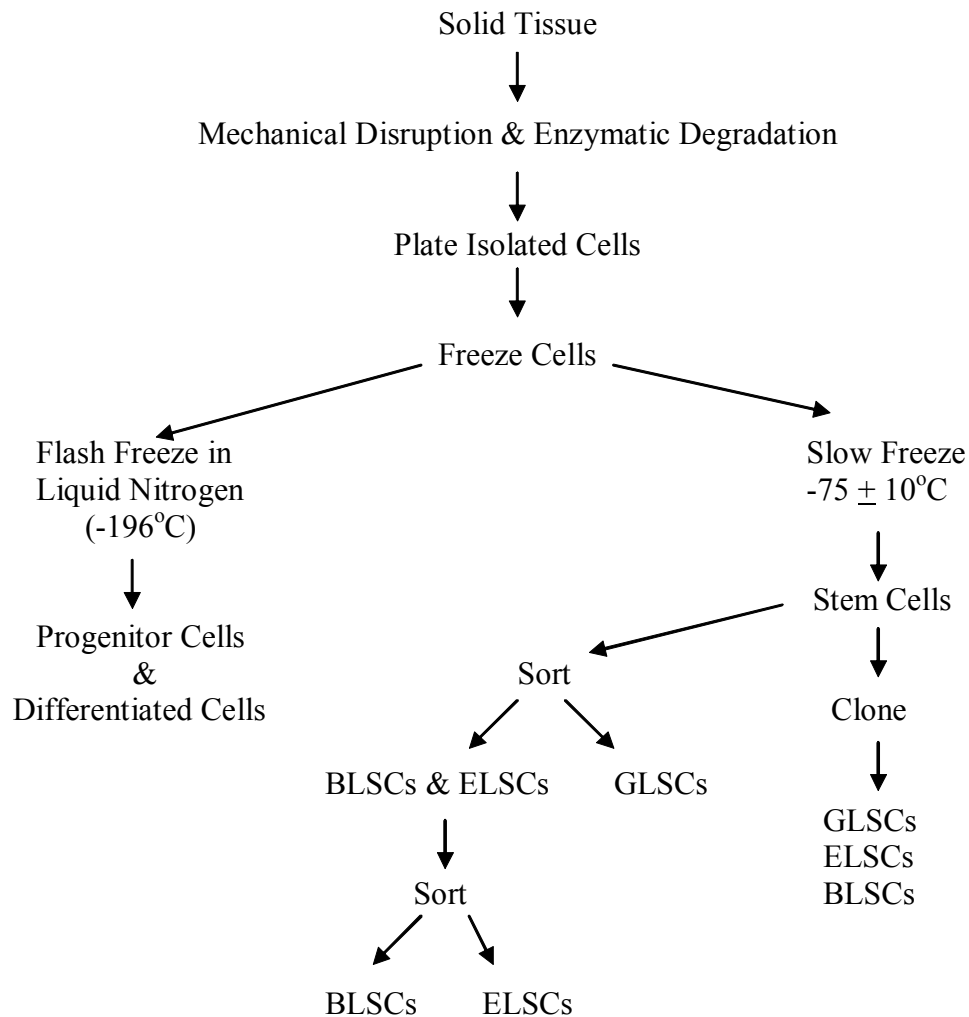 Solid Tissue
Mechanical Disruption & Enzymatic Degradation
Plate Isolated Cells
Freeze Cells
Flash Freeze in
Liquid Nitrogen
(-196°C)
Slow Freeze
-75 ± 10°C
Stem Cells
Progenitor Cells
&
Differentiated Cells
Sort
Clone
BLSCs & ELSCs
GLSCs
GLSCs
ELSCs
BLSCs
Sort
BLSCs
ELSCs